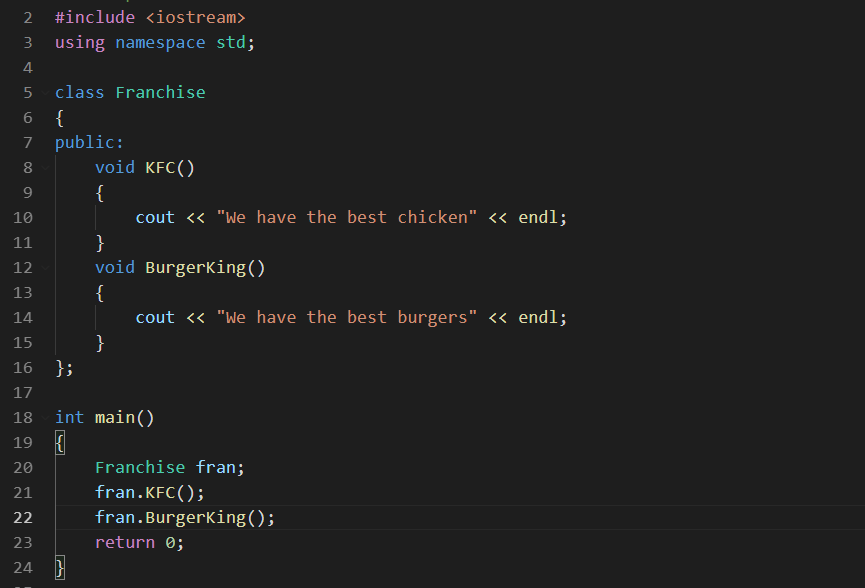 2 #include <iostream>
3 using namespace std;
4
5 class Franchise
6 {
7 public:
8     void KFC()
9     {
10         cout << "We have the best chicken" << endl;
11     }
12     void BurgerKing()
13     {
14         cout << "We have the best burgers" << endl;
15     }
16 };
17
18 int main()
19 {
20     Franchise fran;
21     fran.KFC();
22     fran.BurgerKing();
23     return 0;
24 }